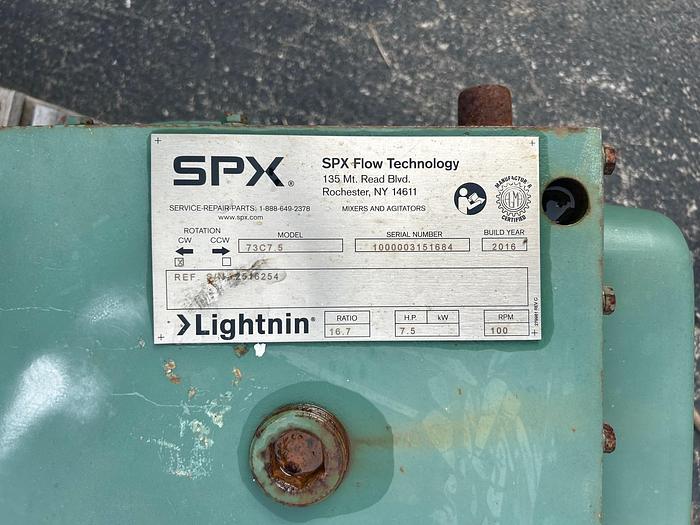 SPX®
SPX Flow Technology
135 Mt. Read Blvd.
Rochester, NY 14611
SERVICE-REPAIR-PARTS: 1-888-649-2378
www.spx.com
MIXERS AND AGITATORS
MANUFACTOR'G
CERTIFIED
ROTATION
CW CCW
X
MODEL
73C7.5
SERIAL NUMBER
1000003151684
BUILD YEAR
2016
REF.
Lightnin®
RATIO
16.7
H.P. kW
7.5
RPM
100